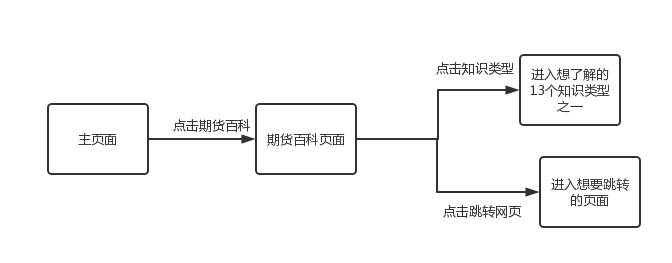 主页面
点击期货百科
期货百科页面
点击知识类型
进入想了解的
13个知识类型
之一
点击跳转网页
进入想要跳转
的页面